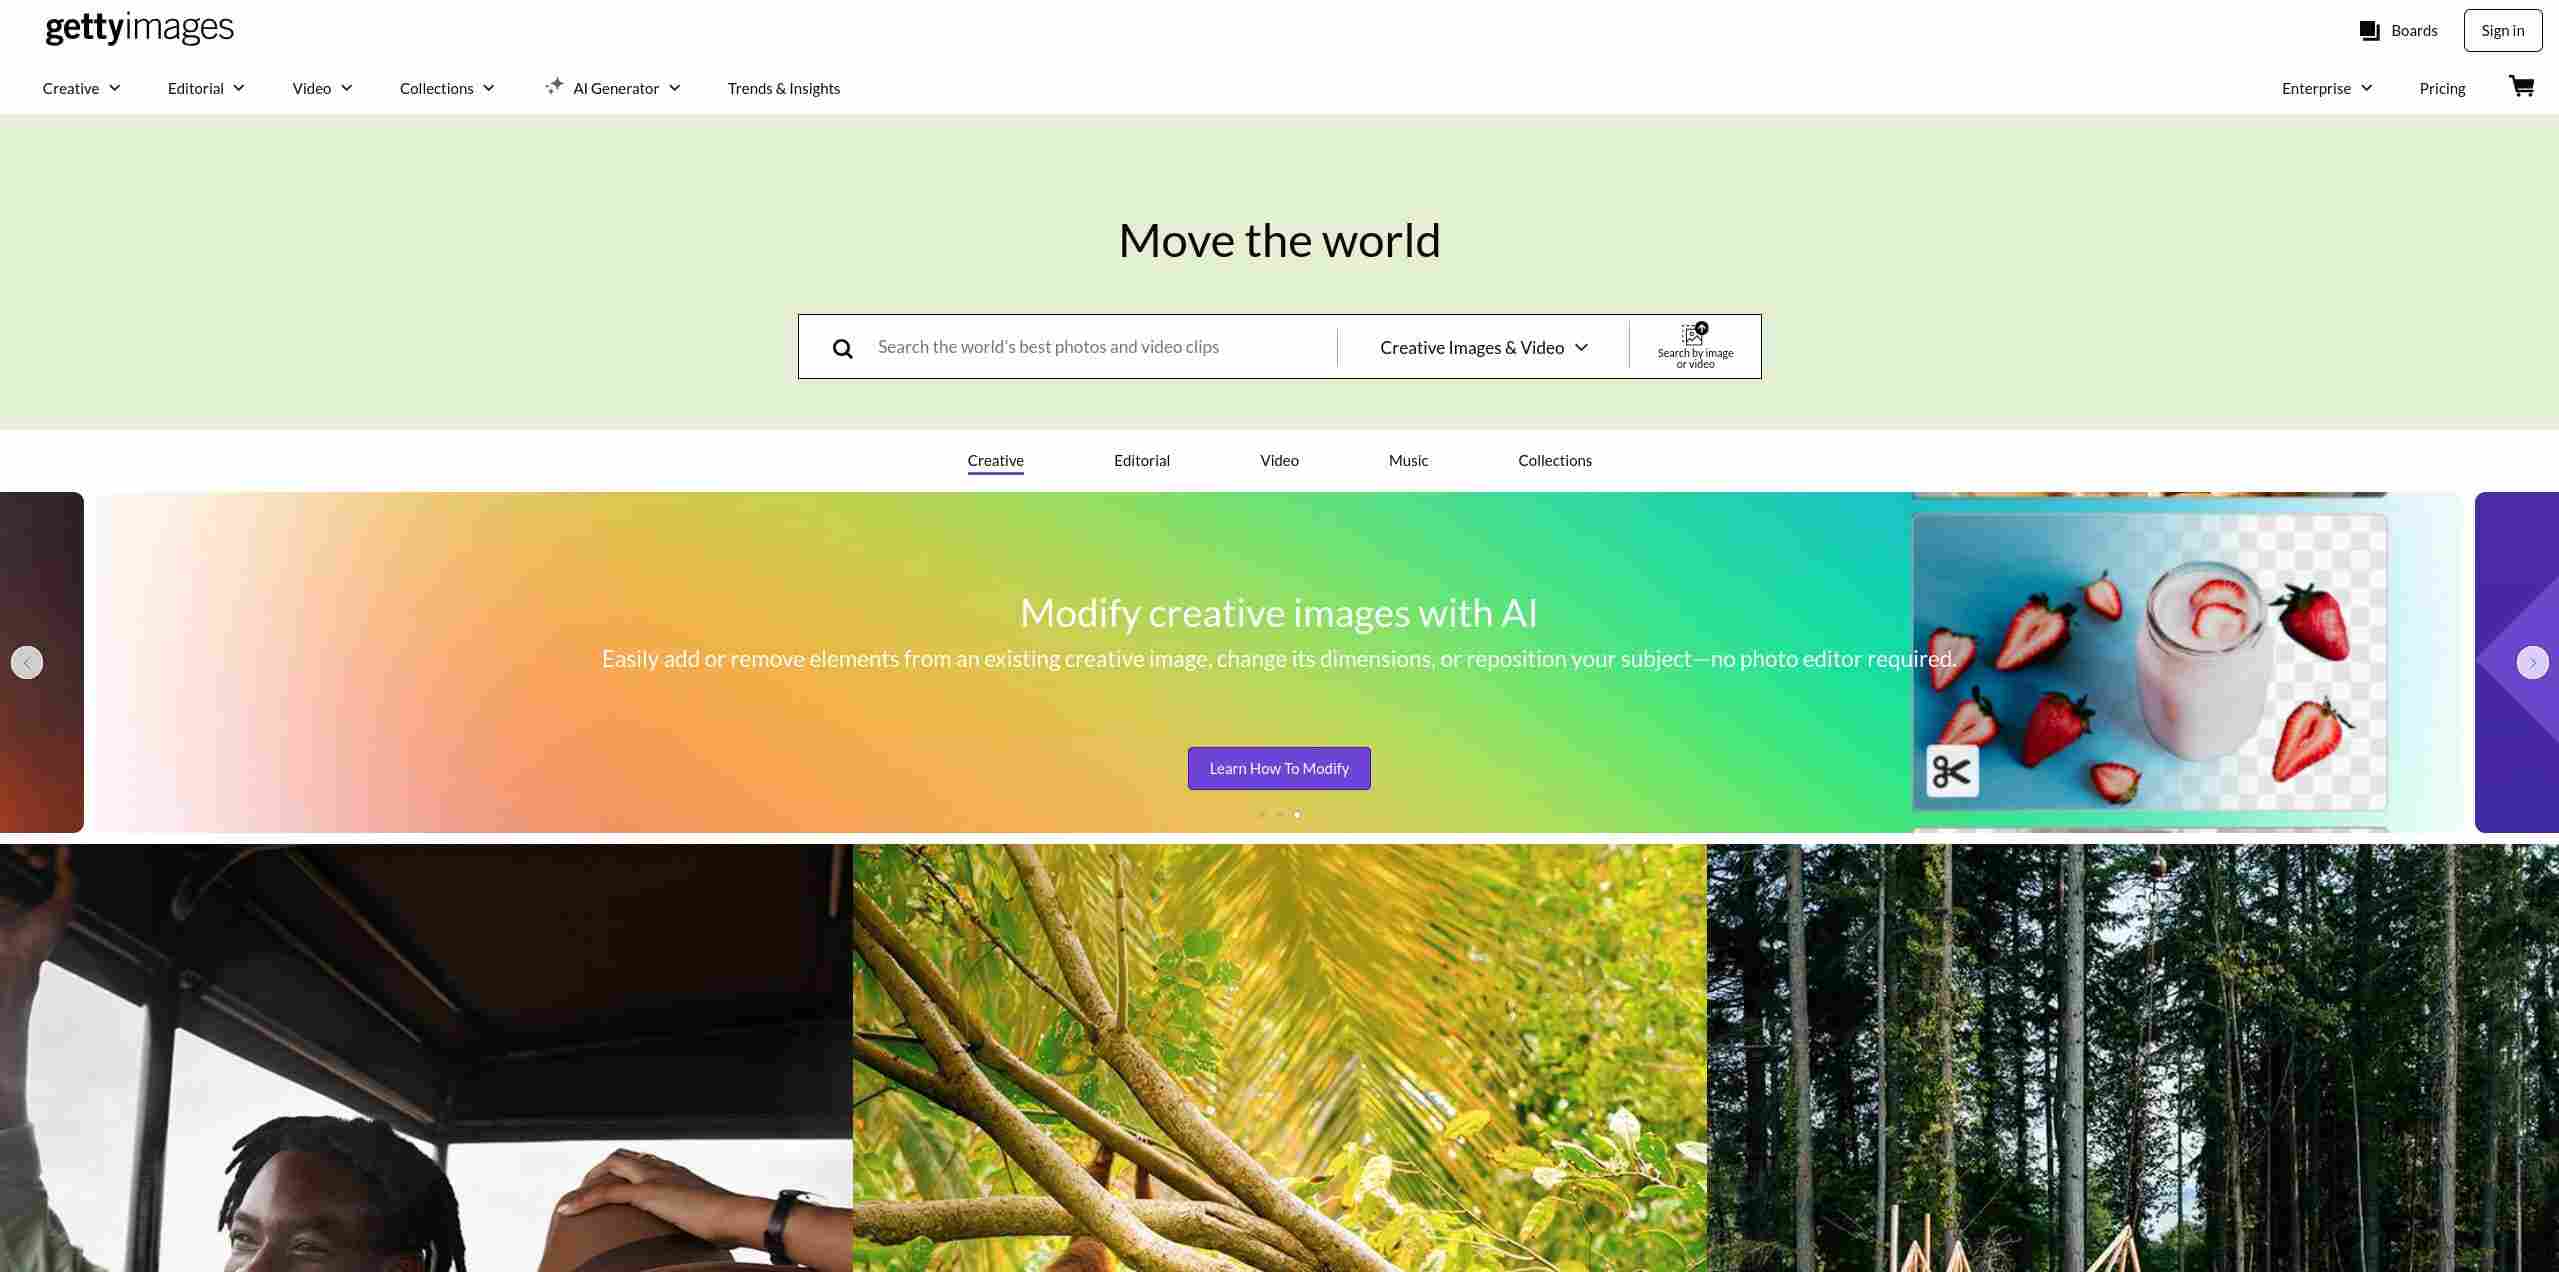 gettyimages
Boards
Sign in
Creative
Editorial
Video
Collections
AI Generator
Trends & Insights
Enterprise
Pricing
Move the world
Search the world's best photos and video clips
Creative Images & Video
Search by image
or video
Creative
Editorial
Video
Music
Collections
Modify creative images with AI
Easily add or remove elements from an existing creative image, change its dimensions, or reposition your subject—no photo editor required.
Learn How To Modify